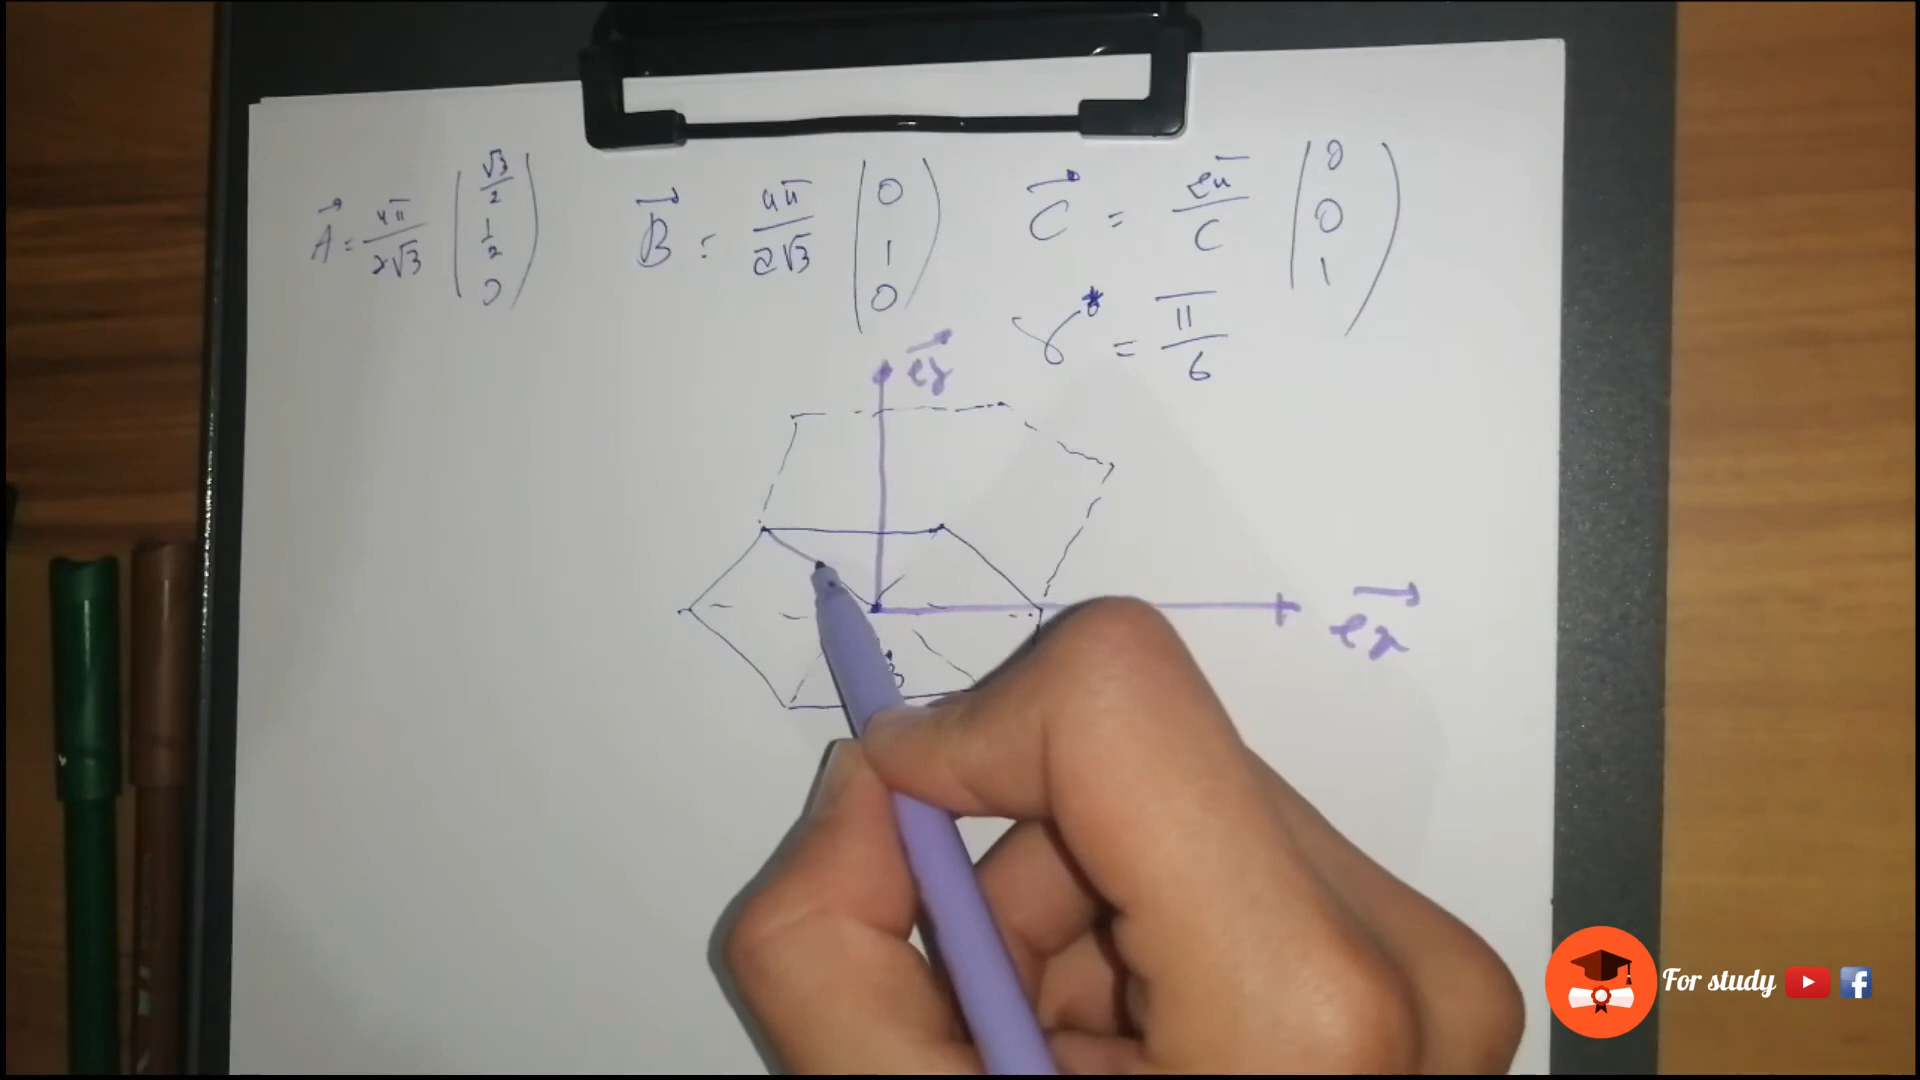 A⃗ = 4π / 2√3 ( √3/2 1/2 0 )
B⃗ : 4π / 2√3 ( 0 1 0 )
C⃗ = 2π / C ( 0 0 1 )
γ* = π / 6
ey⃗
ex⃗
For study